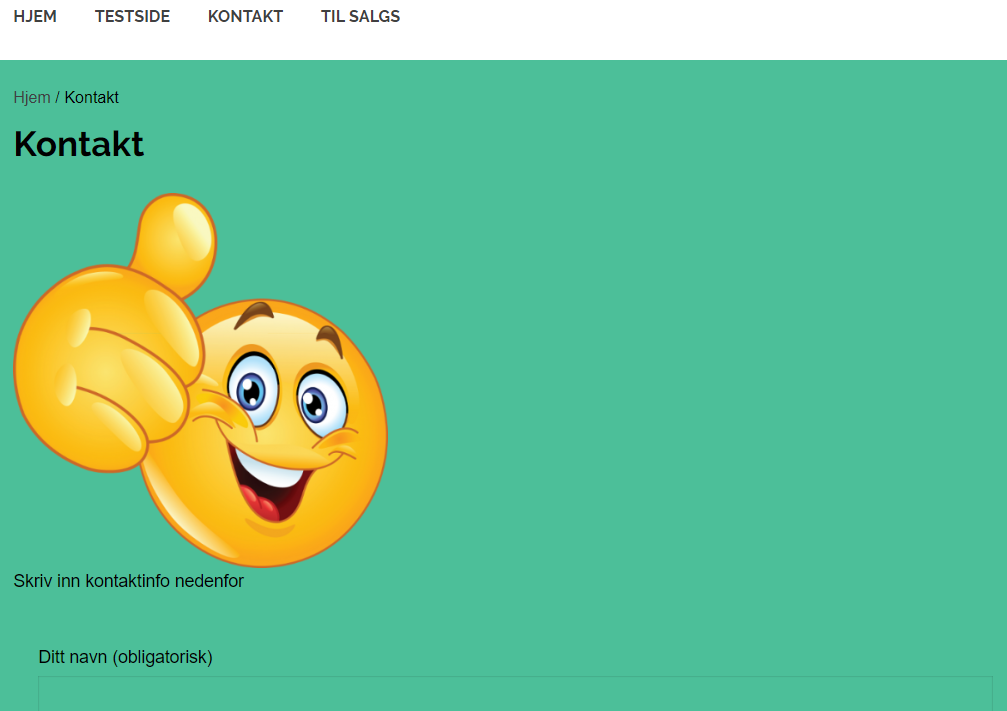 HJEM TESTSIDE KONTAKT TIL SALGS
Hjem / Kontakt
Kontakt
Skriv inn kontaktinfo nedenfor
Ditt navn (obligatorisk)